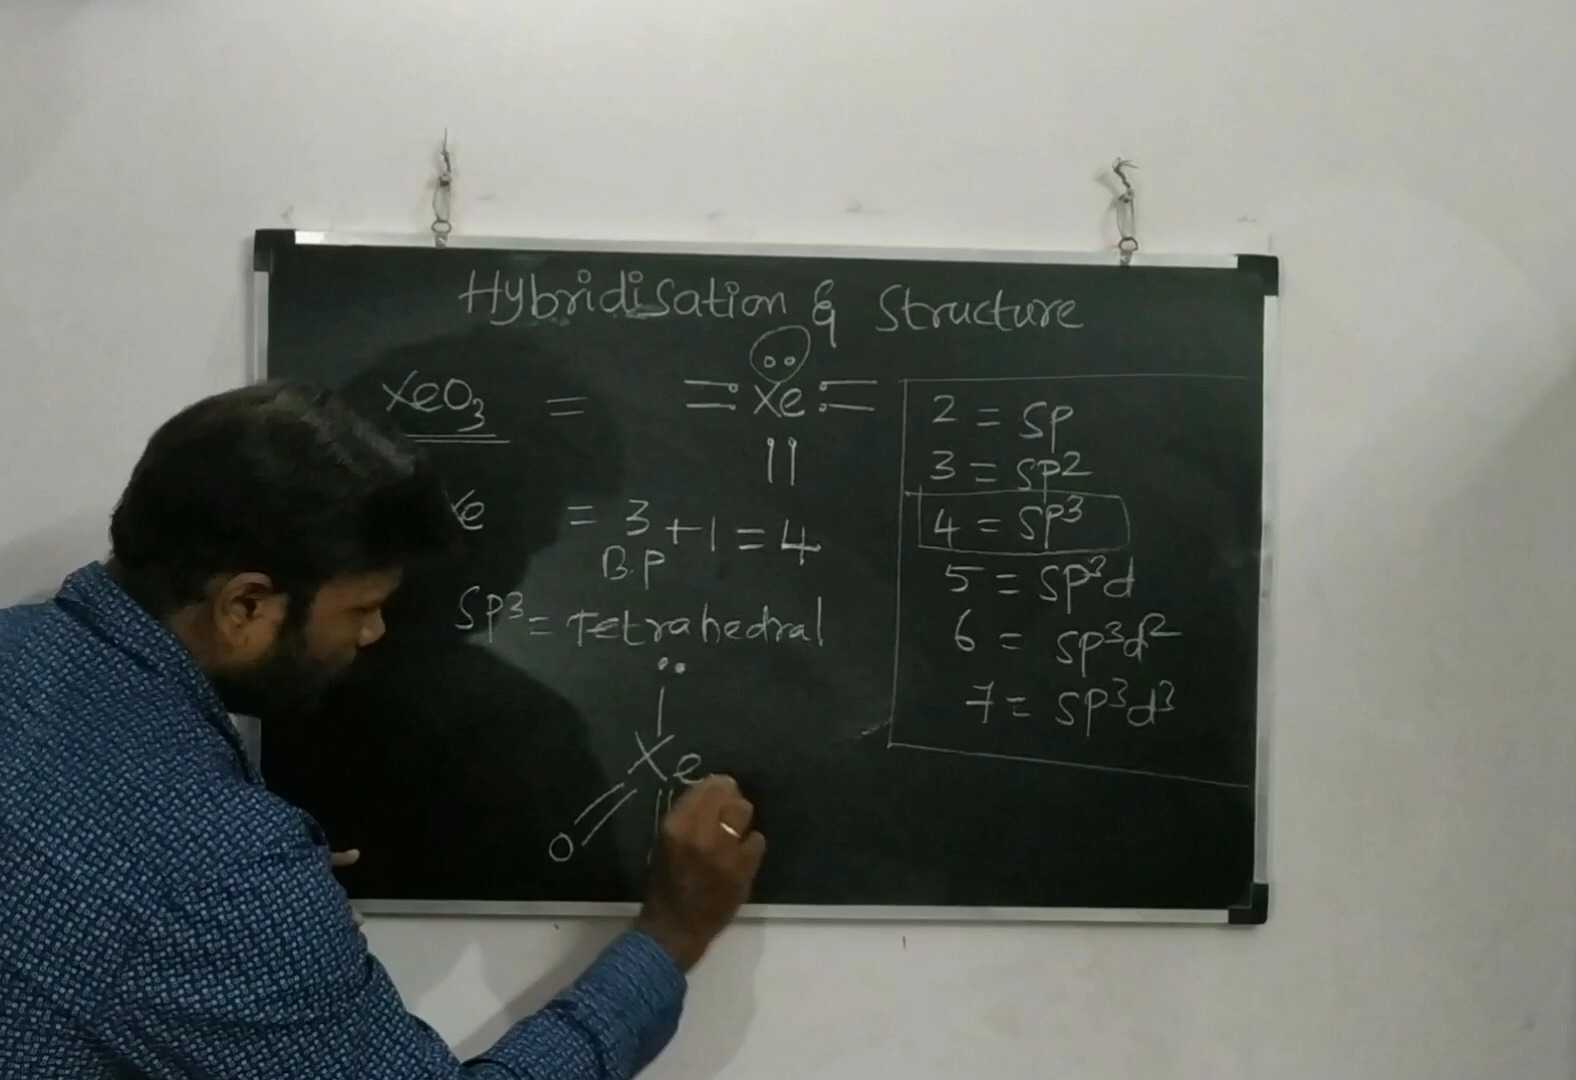 Hybridisation & Structure
XeO3 = Xe
Xe = 3 + 1 = 4
B.P
Sp3 = Tetrahedral
Xe
O
2 = Sp
3 = Sp2
4 = Sp3
5 = Sp3d
6 = Sp3d2
7 = Sp3d3